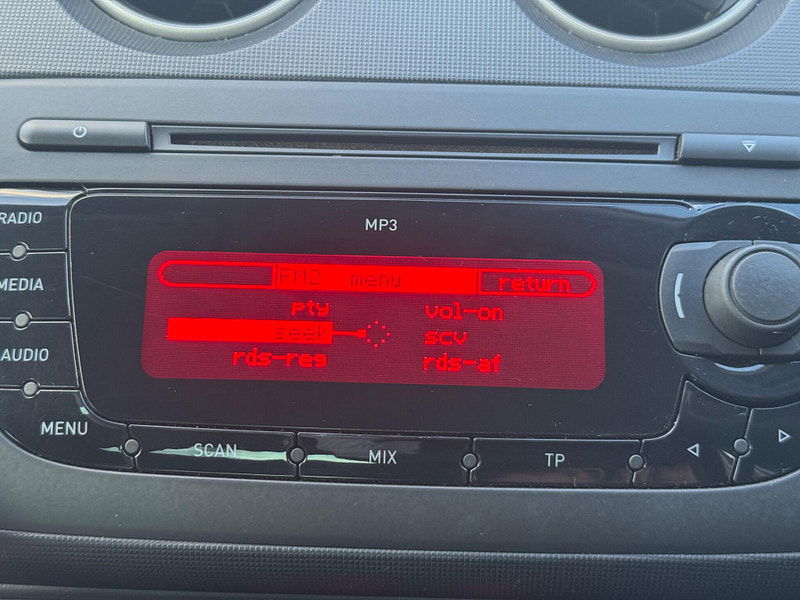 RADIO
MP3
MEDIA
FM2 menu return
pty vol-on
seek scv
rds-reg rds-af
AUDIO
MENU
SCAN MIX TP